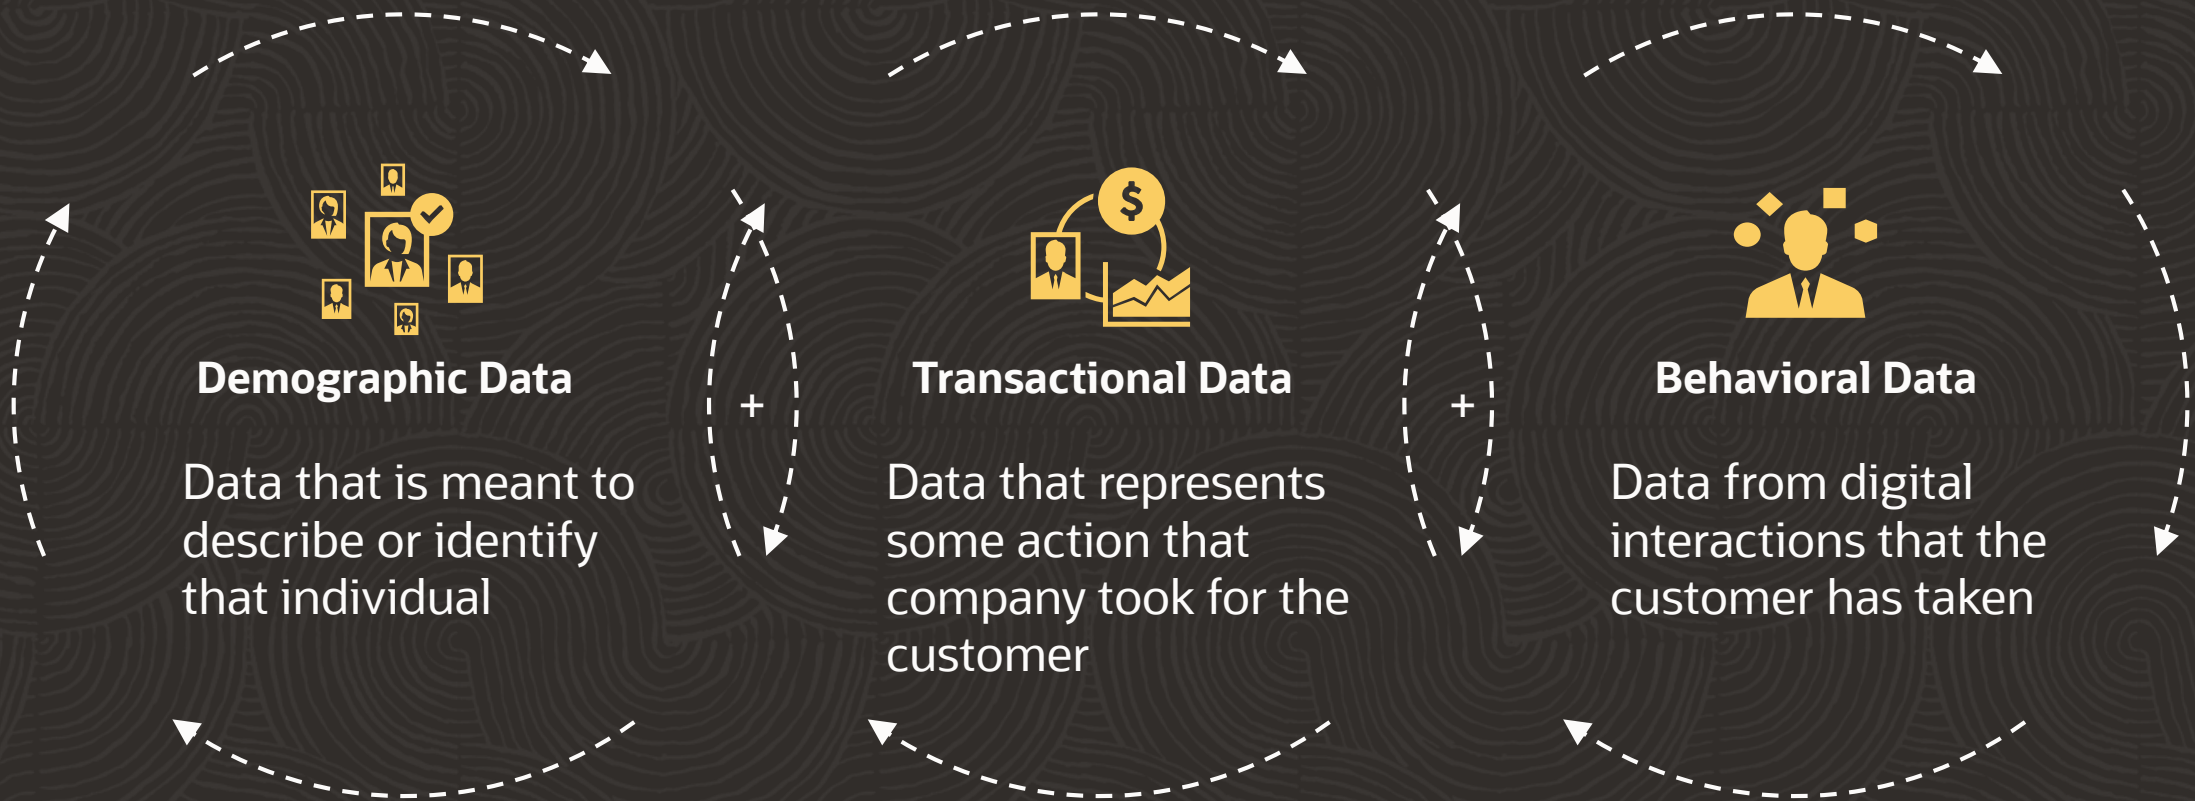 Demographic Data
Data that is meant to
describe or identify
that individual
+
Transactional Data
Data that represents
some action that
company took for the
customer
+
Behavioral Data
Data from digital
interactions that the
customer has taken
$